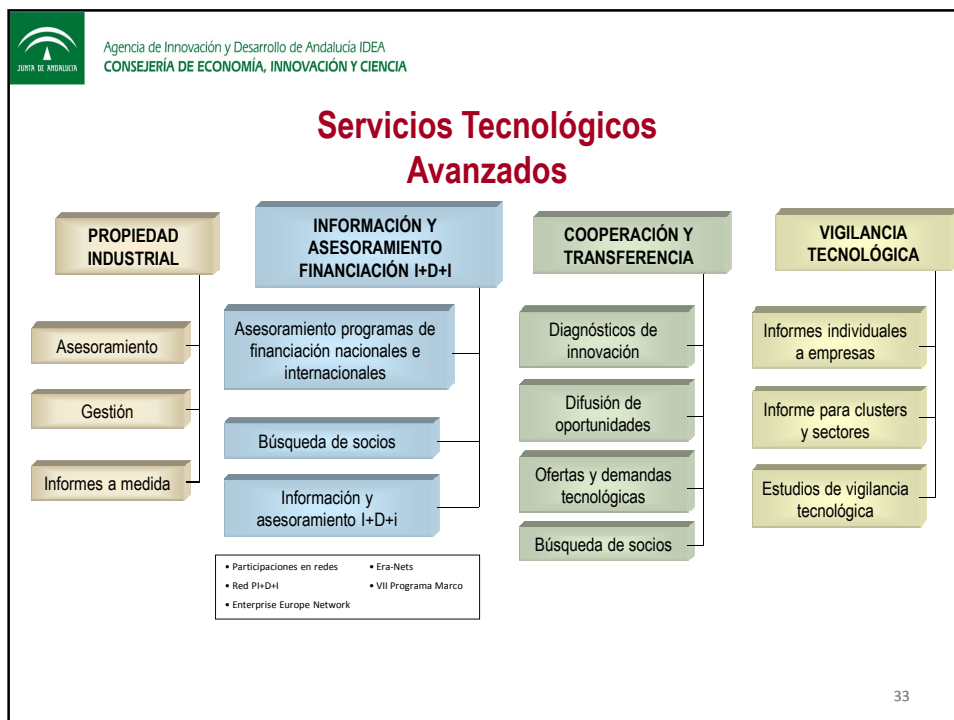 JUNTA DE ANDALUCIA
Agencia de Innovación y Desarrollo de Andalucía IDEA
CONSEJERÍA DE ECONOMÍA, INNOVACIÓN Y CIENCIA
Servicios Tecnológicos
Avanzados
PROPIEDAD
INDUSTRIAL
Asesoramiento
Gestión
Informes a medida
INFORMACIÓN Y
ASESORAMIENTO
FINANCIACIÓN I+D+I
Asesoramiento programas de
financiación nacionales e
internacionales
Búsqueda de socios
Información y
asesoramiento I+D+i
• Participaciones en redes
• Red PI+D+I
• Enterprise Europe Network
• Era-Nets
• VII Programa Marco
COOPERACIÓN Y
TRANSFERENCIA
Diagnósticos de
innovación
Difusión de
oportunidades
Ofertas y demandas
tecnológicas
Búsqueda de socios
VIGILANCIA
TECNOLÓGICA
Informes individuales
a empresas
Informe para clusters
y sectores
Estudios de vigilancia
tecnológica
33